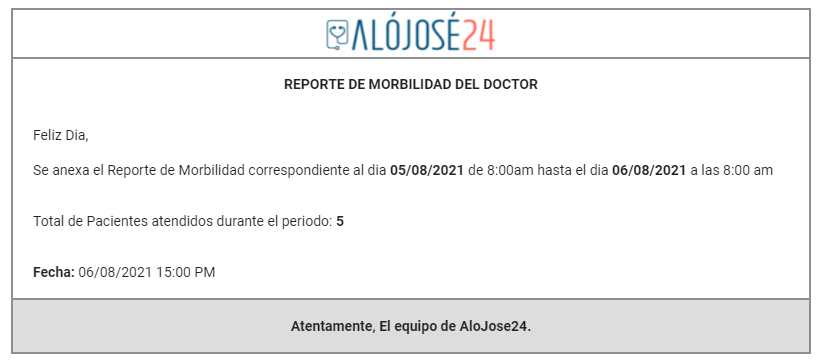 ALÓJOSÉ24
REPORTE DE MORBILIDAD DEL DOCTOR
Feliz Dia,
Se anexa el Reporte de Morbilidad correspondiente al dia 05/08/2021 de 8:00am hasta el dia 06/08/2021 a las 8:00 am
Total de Pacientes atendidos durante el periodo: 5
Fecha: 06/08/2021 15:00 PM
Atentamente, El equipo de AloJose24.